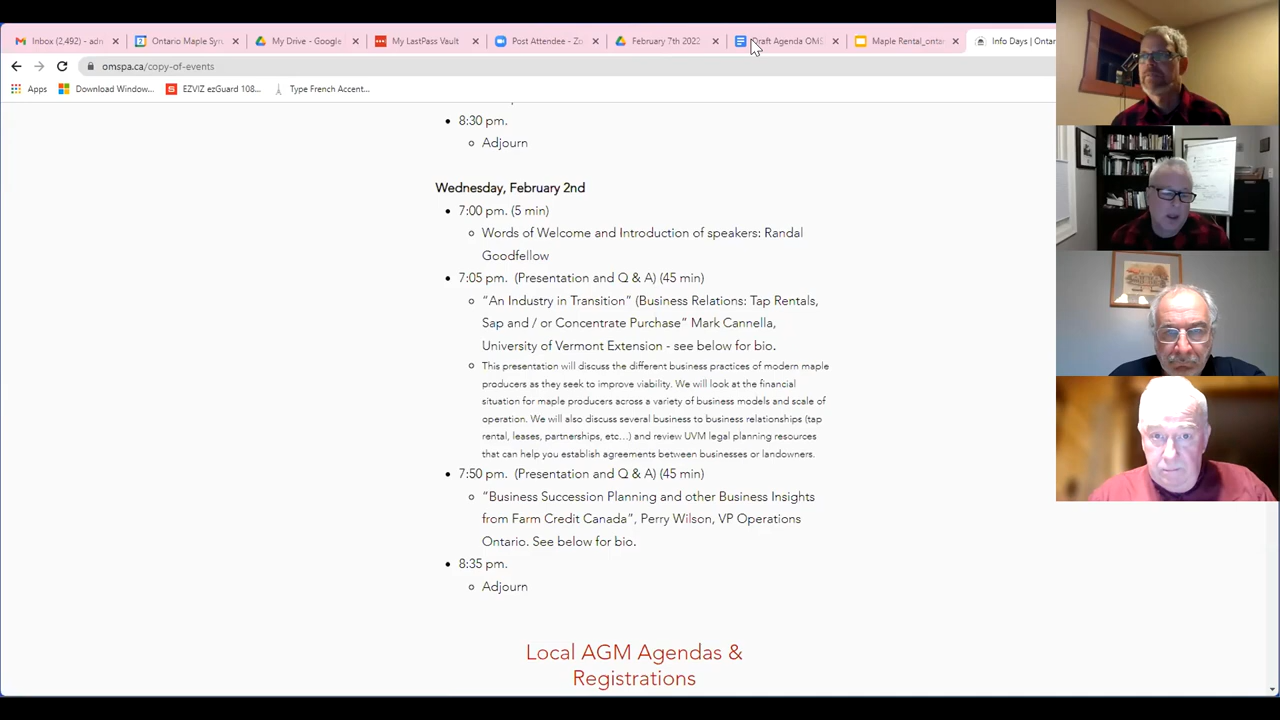 Inbox (2,492) - adn
Ontario Maple Syru
My Drive - Google
My LastPass Vault
Post Attendee - Zo
February 7th 2022
Draft Agenda OMS
Maple Rental_onta
Info Days | Ontar
omspa.ca/copy-of-events
Apps
Download Window...
EZVIZ ezGuard 108...
Type French Accent...
• 8:30 pm.
Adjourn
Wednesday, February 2nd
• 7:00 pm. (5 min)
Words of Welcome and Introduction of speakers: Randal
Goodfellow
• 7:05 pm. (Presentation and Q & A) (45 min)
“An Industry in Transition” (Business Relations: Tap Rentals,
Sap and / or Concentrate Purchase” Mark Cannella,
University of Vermont Extension - see below for bio.
This presentation will discuss the different business practices of modern maple
producers as they seek to improve viability. We will look at the financial
situation for maple producers across a variety of business models and scale of
operation. We will also discuss several business to business relationships (tap
rental, leases, partnerships, etc...) and review UVM legal planning resources
that can help you establish agreements between businesses or landowners.
• 7:50 pm. (Presentation and Q & A) (45 min)
“Business Succession Planning and other Business Insights
from Farm Credit Canada”, Perry Wilson, VP Operations
Ontario. See below for bio.
• 8:35 pm.
Adjourn
Local AGM Agendas &
Registrations